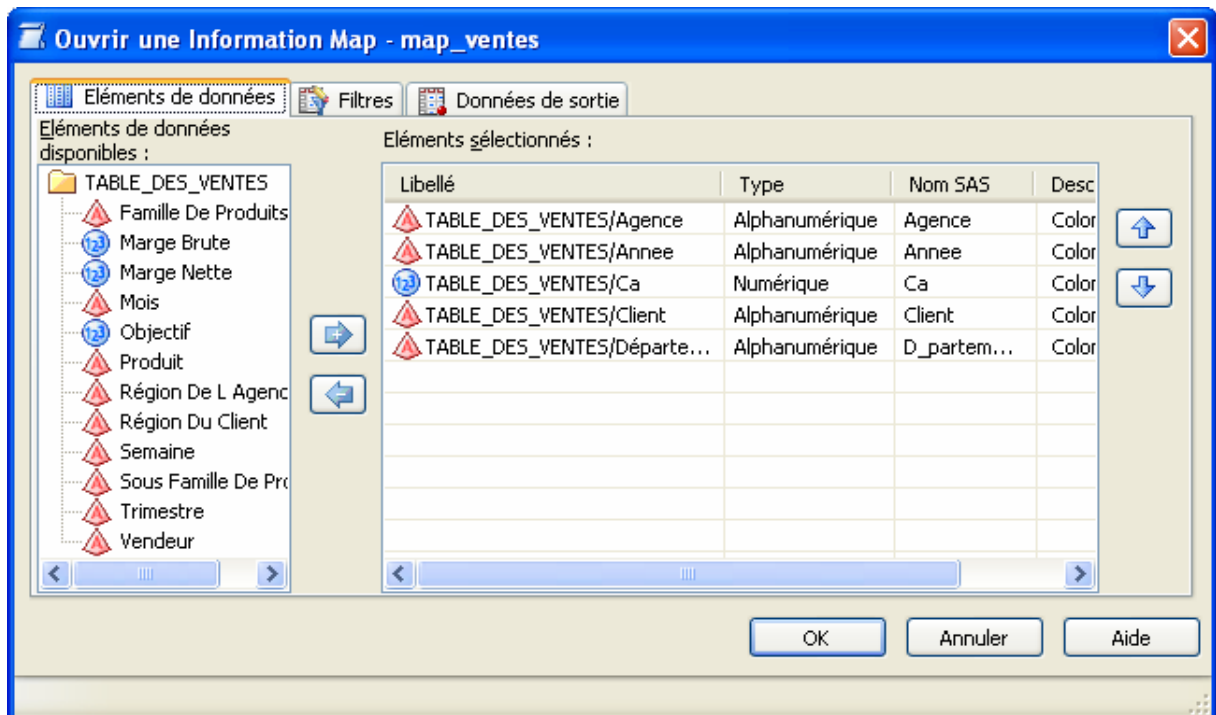 Ouvrir une Information Map - map_ventes
Eléments de données
Filtres
Données de sortie
Eléments de données
disponibles :
TABLE_DES_VENTES
Famille De Produits
Marge Brute
Marge Nette
Mois
Objectif
Produit
Région De L Agenc
Région Du Client
Semaine
Sous Famille De Pro
Trimestre
Vendeur
Eléments sélectionnés :
Libellé Type Nom SAS Desc
TABLE_DES_VENTES/Agence Alphanumérique Agence Color
TABLE_DES_VENTES/Annee Alphanumérique Annee Color
TABLE_DES_VENTES/Ca Numérique Ca Color
TABLE_DES_VENTES/Client Alphanumérique Client Color
TABLE_DES_VENTES/Départe... Alphanumérique D_partem... Color
OK
Annuler
Aide